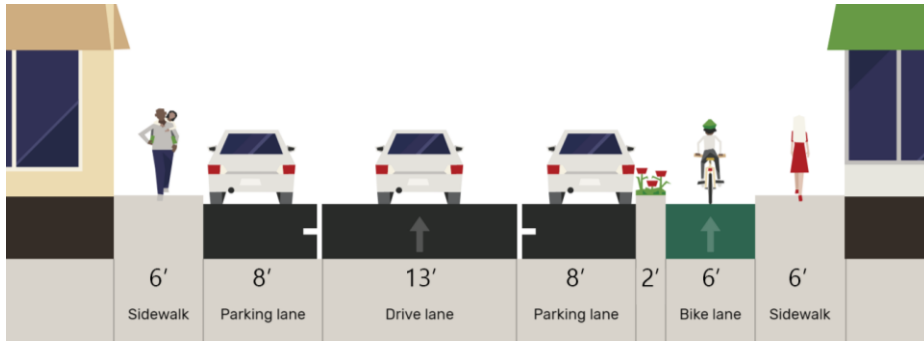 6′ 8′ 13′ 8′ 2′ 6′ 6′
Sidewalk Parking lane Drive lane Parking lane Bike lane Sidewalk